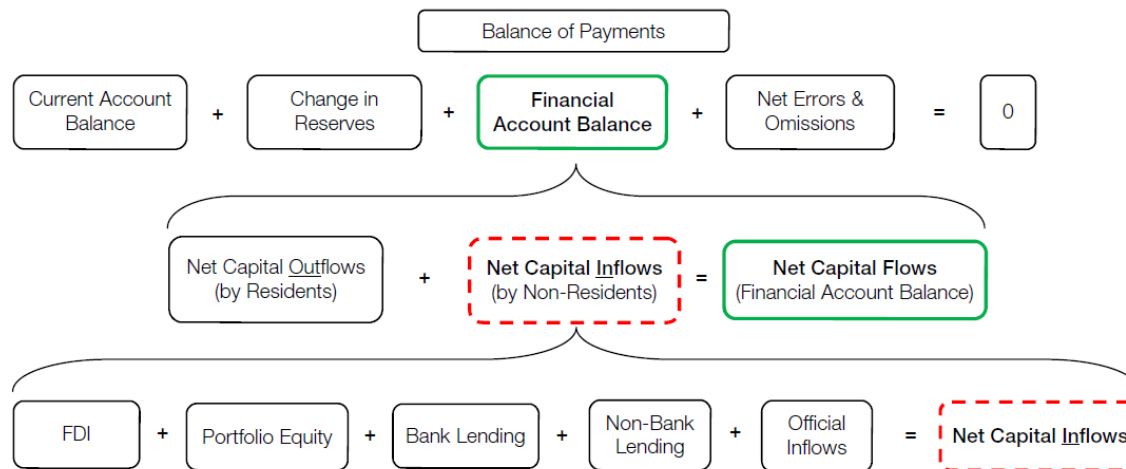 Balance of Payments
Current Account
Balance
+
Change in
Reserves
+
Financial
Account Balance
+
Net Errors &
Omissions
=
0
Net Capital Outflows
(by Residents)
+
Net Capital Inflows
(by Non-Residents)
=
Net Capital Flows
(Financial Account Balance)
FDI
+
Portfolio Equity
+
Bank Lending
+
Non-Bank
Lending
+
Official
Inflows
=
Net Capital Inflows